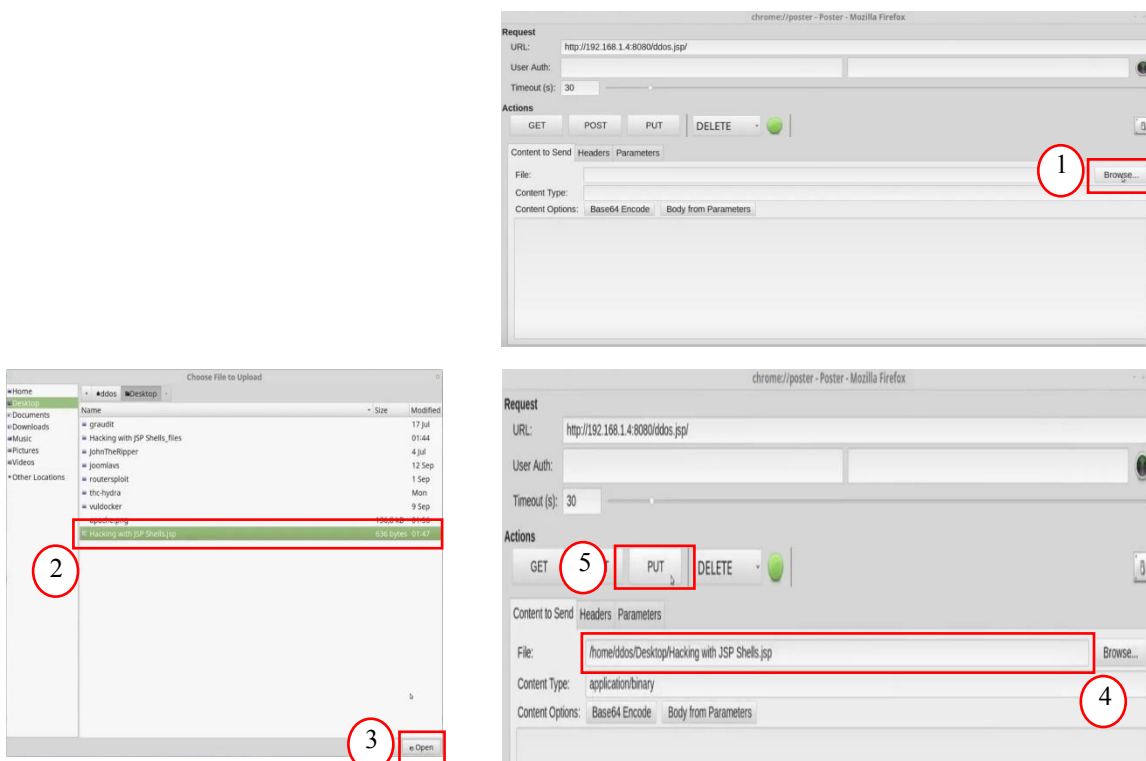 chrome://poster - Poster - Mozilla Firefox
Request
URL: http://192.168.1.4:8080/ddos.jsp/
User Auth:
Timeout (s): 30
Actions
GET POST PUT DELETE
Content to Send Headers Parameters
File: Browse...
1
Content Type:
Content Options: Base64 Encode Body from Parameters
Choose File to Upload
Home
Desktop
Documents
Downloads
Music
Pictures
Videos
Other Locations
ddos Desktop
Name Size Modified
graudit 17 Jul
Hacking with JSP Shells_files 01:44
JohnTheRipper 4 Jul
joomlavs 12 Sep
routersploit 1 Sep
thc-hydra Mon
vuldocker 9 Sep
apache.png
Hacking with JSP Shells.jsp 636 bytes 01:47
2
3
Open
chrome://poster - Poster - Mozilla Firefox
Request
URL: http://192.168.1.4:8080/ddos.jsp/
User Auth:
Timeout (s): 30
Actions
GET 5 PUT DELETE
Content to Send Headers Parameters
File: /home/ddos/Desktop/Hacking with JSP Shells.jsp Browse...
Content Type: application/binary
4
Content Options: Base64 Encode Body from Parameters